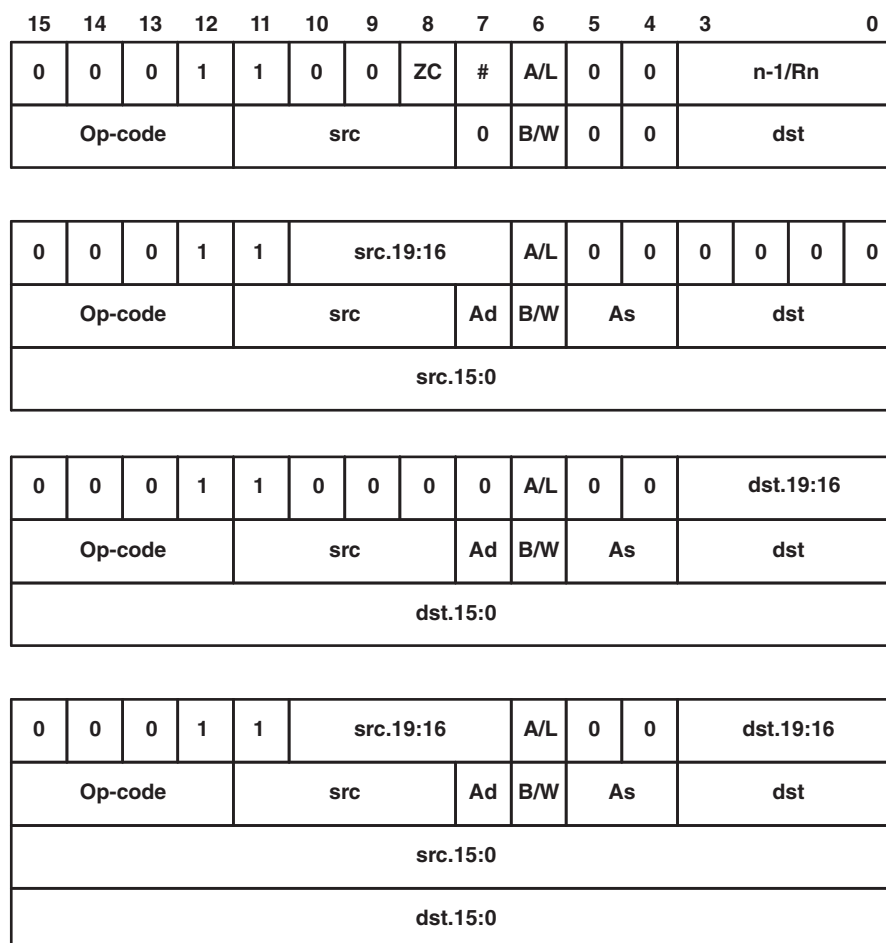 15 14 13 12 11 10 9 8 7 6 5 4 3 0
0 0 0 1 1 0 0 ZC # A/L 0 0 n-1/Rn
Op-code src 0 B/W 0 0 dst
0 0 0 1 1 src.19:16 A/L 0 0 0 0 0 0
Op-code src Ad B/W As dst
src.15:0
0 0 0 1 1 0 0 0 0 A/L 0 0 dst.19:16
Op-code src Ad B/W As dst
dst.15:0
0 0 0 1 1 src.19:16 A/L 0 0 dst.19:16
Op-code src Ad B/W As dst
src.15:0
dst.15:0